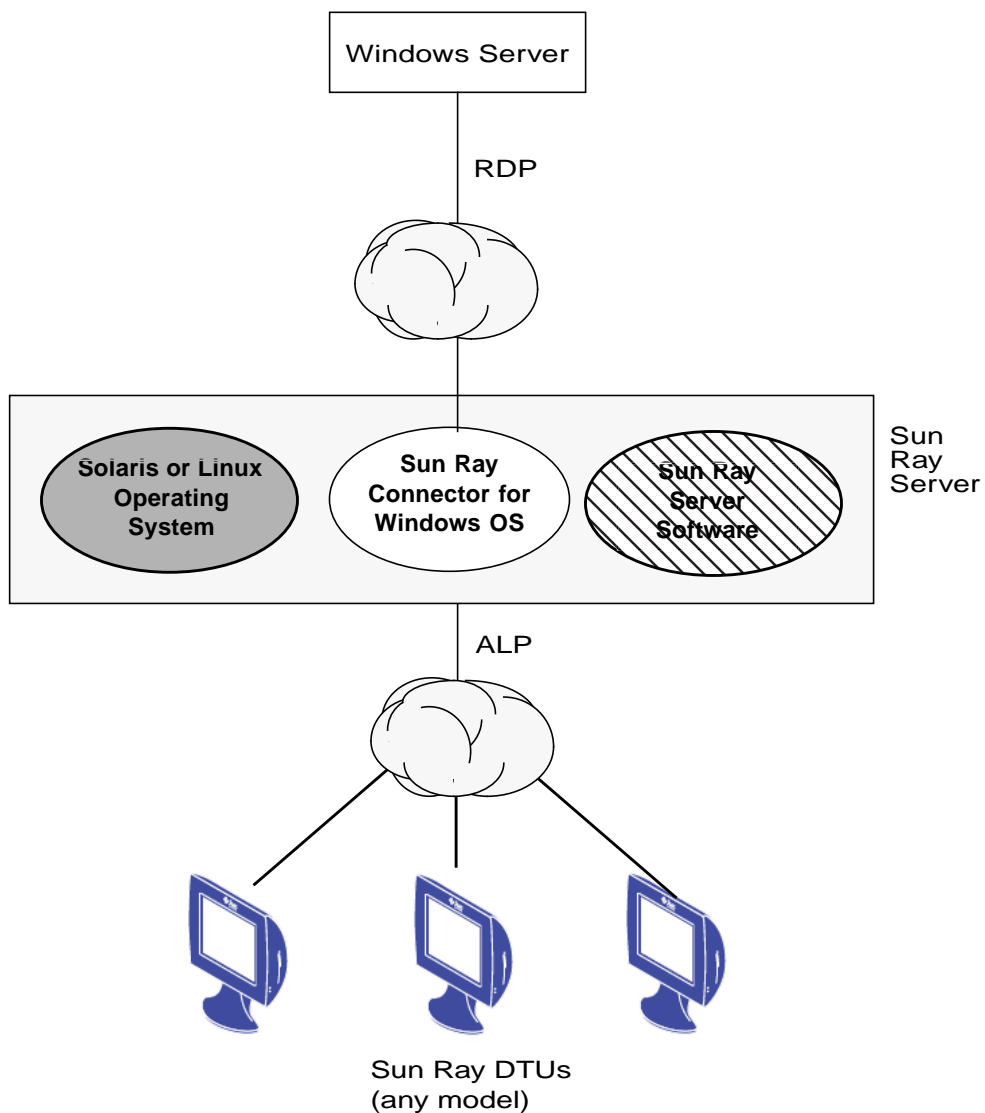 Windows Server
RDP
Solaris or Linux
Operating
System
Sun Ray
Connector for
Windows OS
Sun Ray
Server
Software
Sun
Ray
Server
ALP
Sun Ray DTUs
(any model)